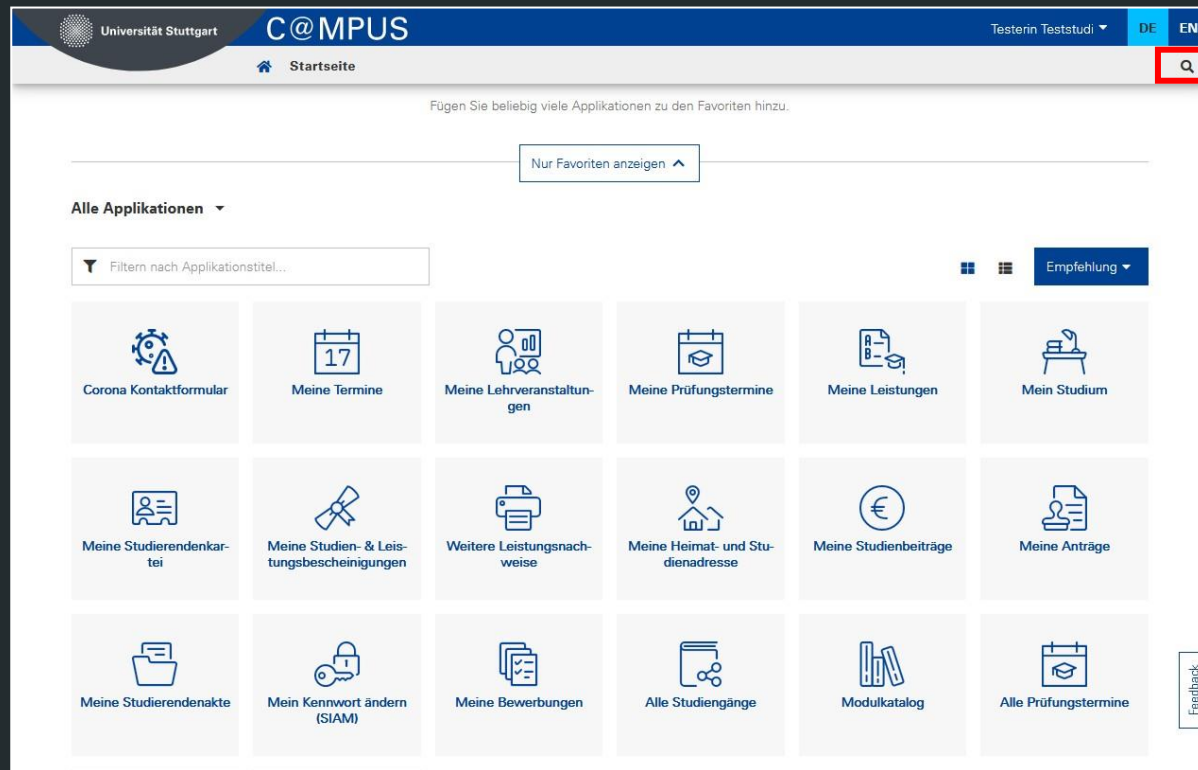 Universität Stuttgart
C@MPUS
Testerin Teststudi
DE
EN
Startseite
Fügen Sie beliebig viele Applikationen zu den Favoriten hinzu.
Nur Favoriten anzeigen
Alle Applikationen
Filtern nach Applikationstitel...
Empfehlung
17
A-
B-
Corona Kontaktformular
Meine Termine
Meine Lehrveranstaltun-
gen
Meine Prüfungstermine
Meine Leistungen
Mein Studium
€
Meine Studierendenkar-
tei
Meine Studien- & Leis-
tungsbescheinigungen
Weitere Leistungsnach-
weise
Meine Heimat- und Stu-
dienadresse
Meine Studienbeiträge
Meine Anträge
Meine Studierendenakte
Mein Kennwort ändern
(SIAM)
Meine Bewerbungen
Alle Studiengänge
Modulkatalog
Alle Prüfungstermine
Feedback